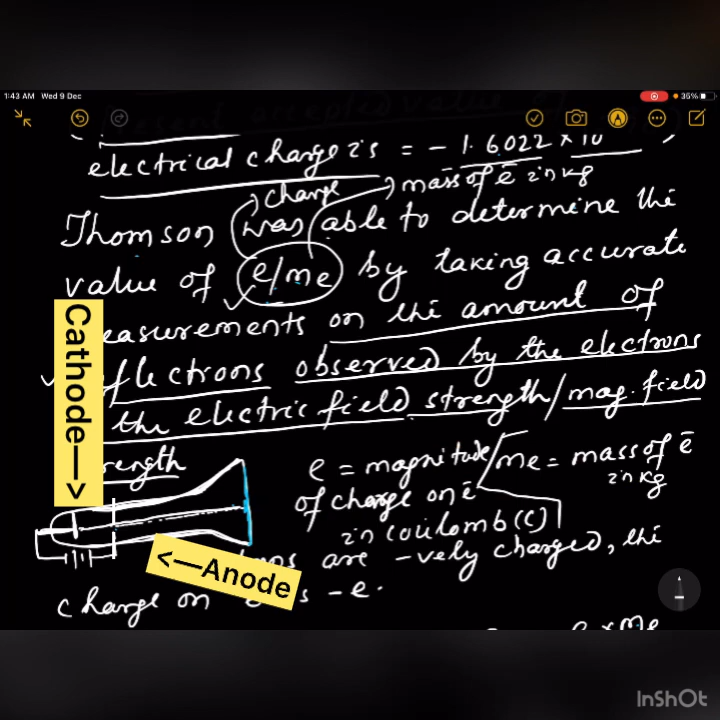 1:43 AM Wed 9 Dec
36%
electrical charge is = - 1.6022 × 10
charge
mass of ē in kg
Thomson was able to determine the
value of e/me by taking accurate
easurements on the amount of
flectrons observed by the electrons
the electric field strength/mag. field
rength
Cathode—>
e = magnitude
of charge on ē
in coulomb (C)
me = mass of ē
in kg
<—Anode
ons are -vely charged, the
charge on s -e.
InShOt